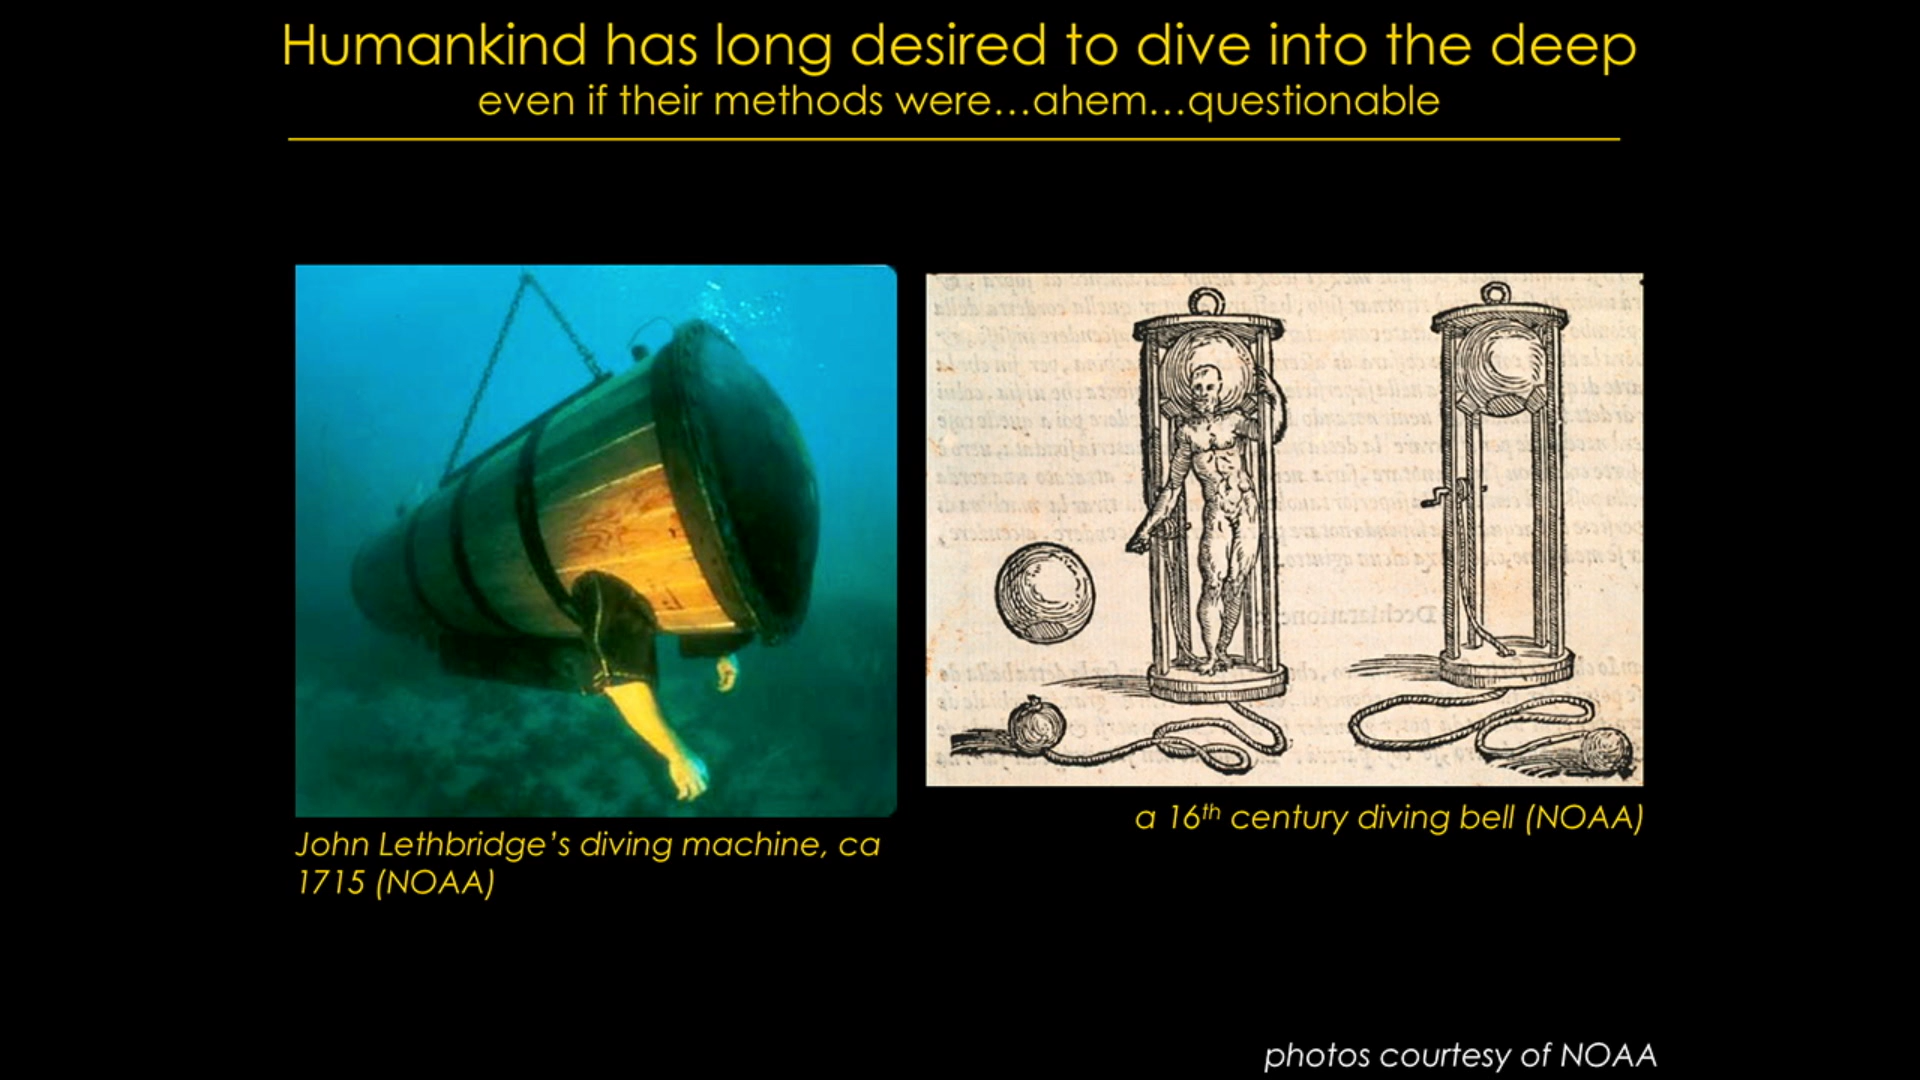 Humankind has long desired to dive into the deep
even if their methods were...ahem...questionable
John Lethbridge's diving machine, ca
1715 (NOAA)
a 16th century diving bell (NOAA)
photos courtesy of NOAA